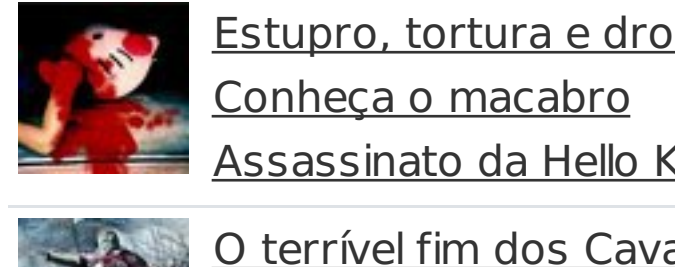 Estupro, tortura e dro
Conheça o macabro
Assassinato da Hello K
O terrível fim dos Cava